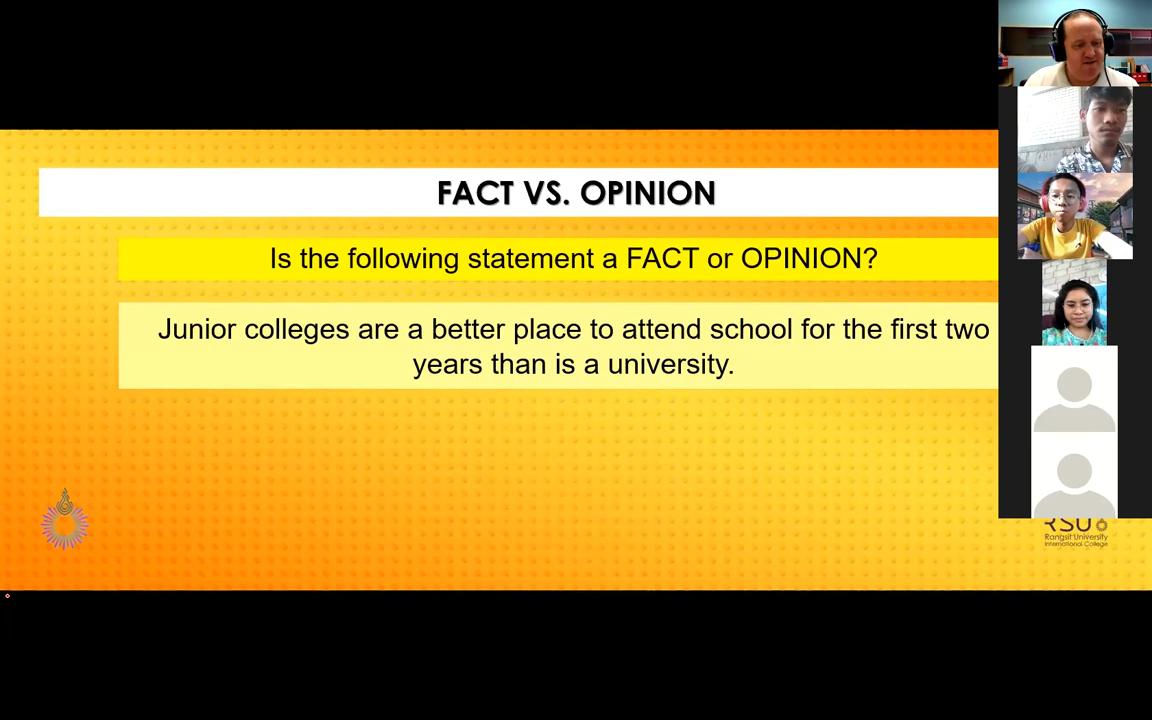 FACT VS. OPINION
Is the following statement a FACT or OPINION?
Junior colleges are a better place to attend school for the first two
years than is a university.
RSU
Rangsit University
International College